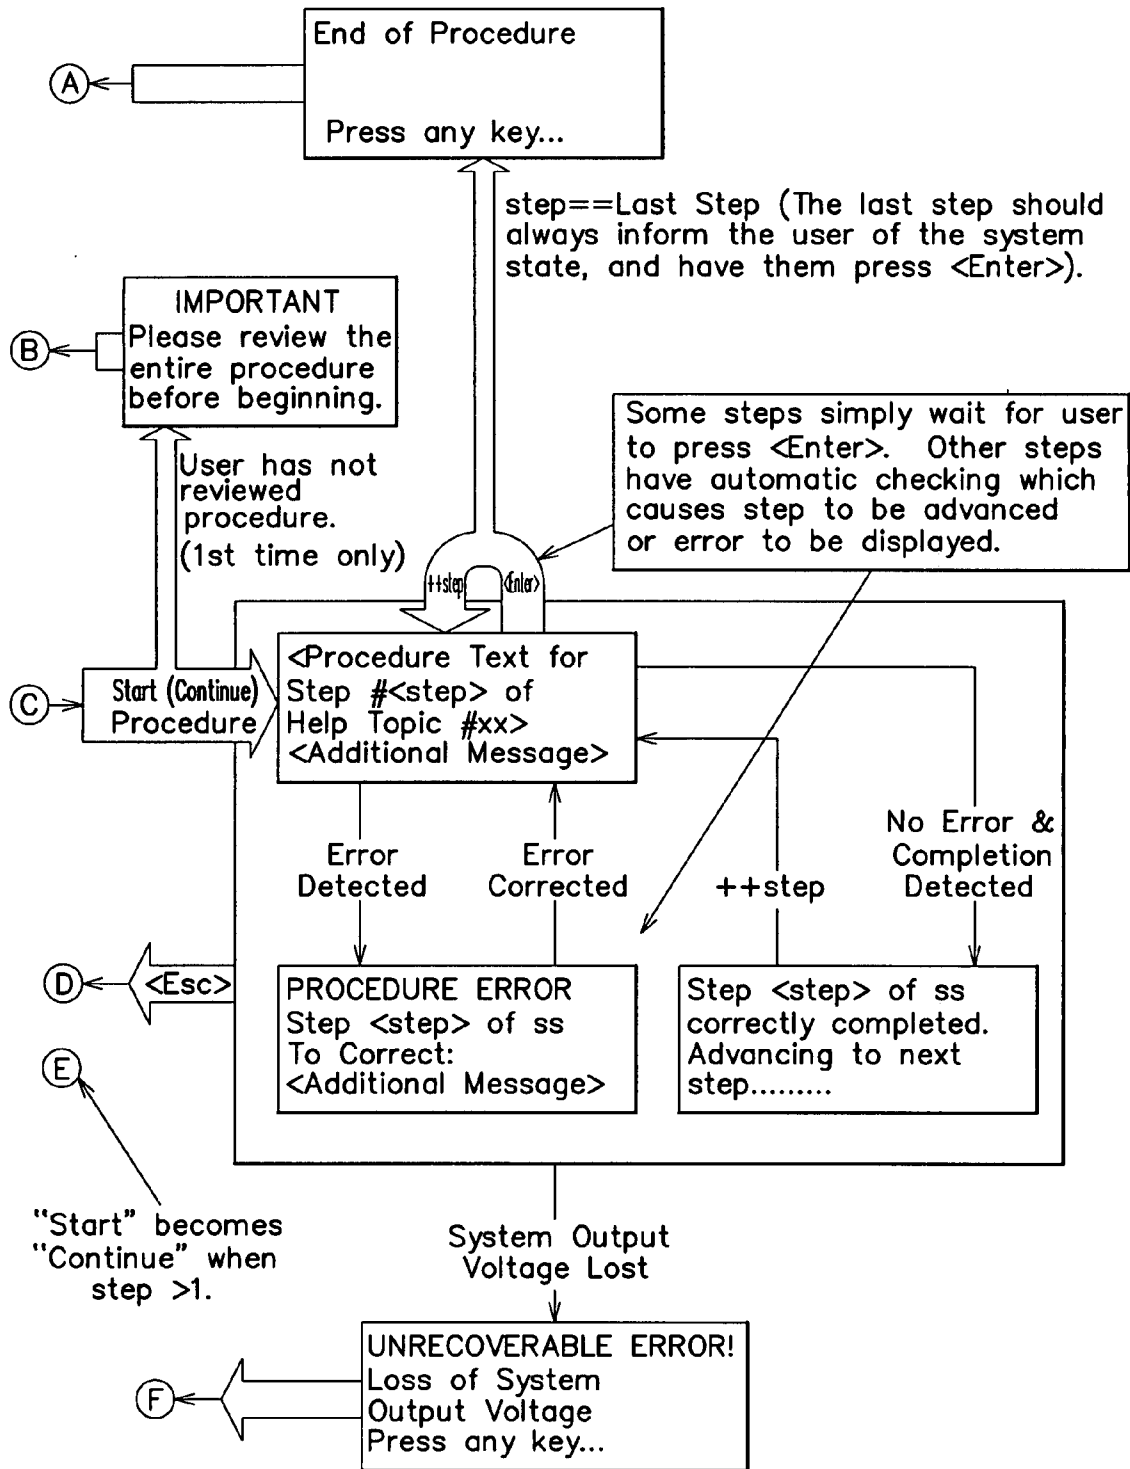 End of Procedure
A
Press any key...
step==Last Step (The last step should
always inform the user of the system
state, and have them press <Enter>).
IMPORTANT
Please review the
entire procedure
before beginning.
B
User has not
reviewed
procedure.
(1st time only)
Some steps simply wait for user
to press <Enter>. Other steps
have automatic checking which
causes step to be advanced
or error to be displayed.
++step
<Enter>
C
Start (Continue)
Procedure
<Procedure Text for
Step #<step> of
Help Topic #xx>
<Additional Message>
Error
Detected
Error
Corrected
++step
No Error &
Completion
Detected
D
<Esc>
PROCEDURE ERROR
Step <step> of ss
To Correct:
<Additional Message>
Step <step> of ss
correctly completed.
Advancing to next
step.........
E
"Start" becomes
"Continue" when
step >1.
System Output
Voltage Lost
UNRECOVERABLE ERROR!
Loss of System
Output Voltage
Press any key...
F